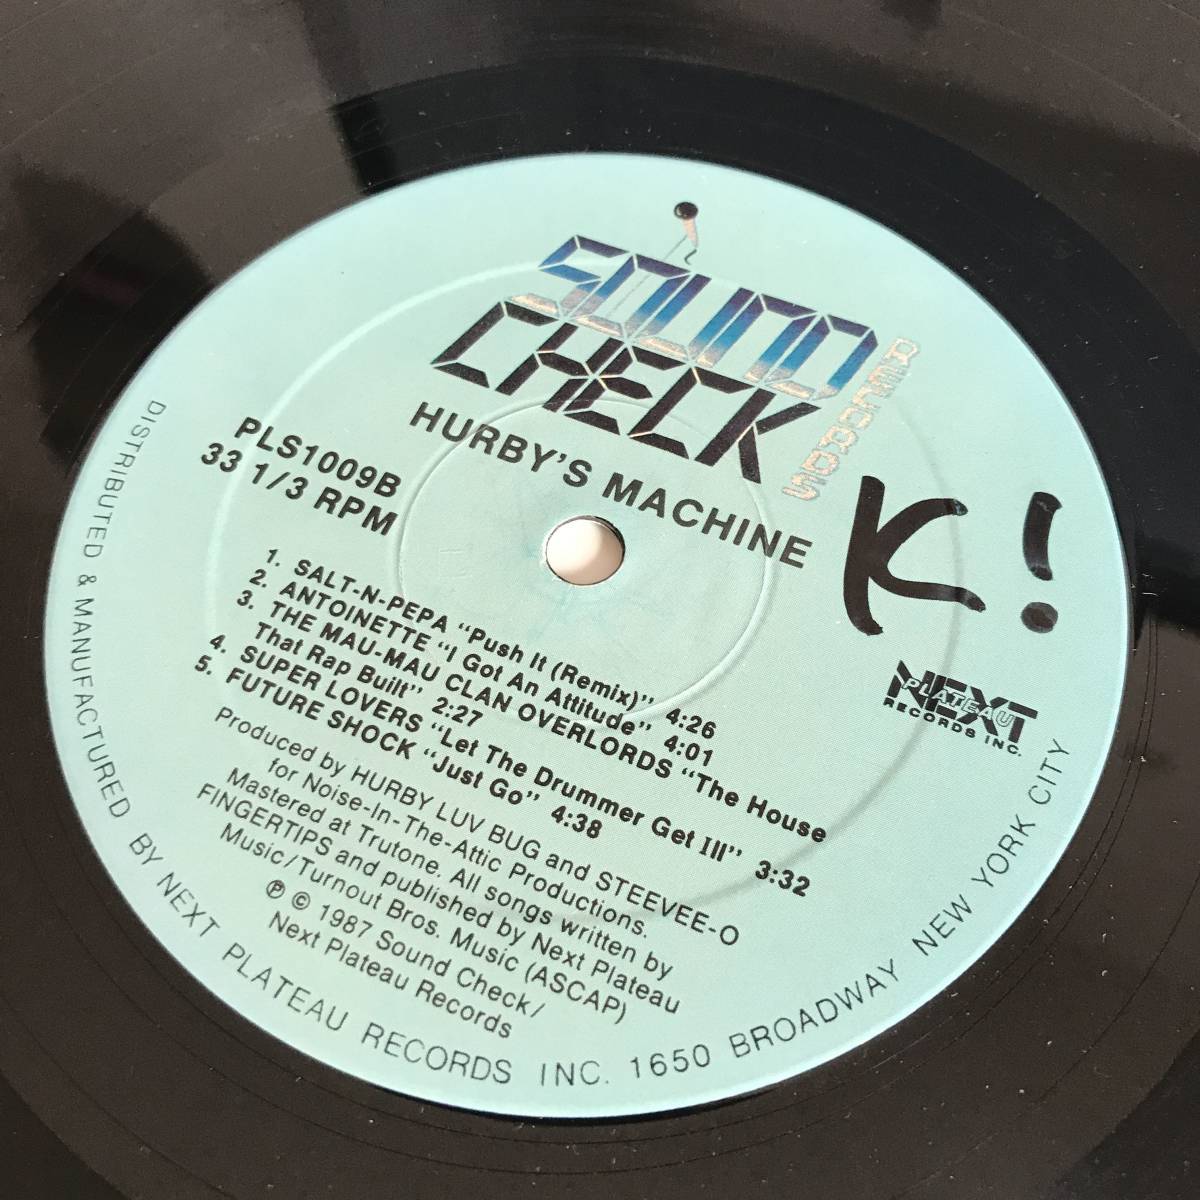 SOUND
CHECK
RECORDS
HURBY'S MACHINE
K!
PLS1009B
33 1/3 RPM
NEXT
PLATEAU
RECORDS INC.
1. SALT-N-PEPA "Push It (Remix)" 4:26
2. ANTOINETTE "I Got An Attitude" 4:01
3. THE MAU-MAU CLAN OVERLORDS "The House
That Rap Built" 2:27
4. SUPER LOVERS "Let The Drummer Get Ill" 3:32
5. FUTURE SHOCK "Just Go" 4:38
Produced by HURBY LUV BUG and STEEVEE-O
for Noise-In-The-Attic Productions.
Mastered at Trutone. All songs written by
FINGERTIPS and published by Next Plateau
Music/Turnout Bros. Music (ASCAP)
℗ © 1987 Sound Check/
Next Plateau Records
DISTRIBUTED & MANUFACTURED BY NEXT PLATEAU RECORDS INC. 1650 BROADWAY NEW YORK CITY